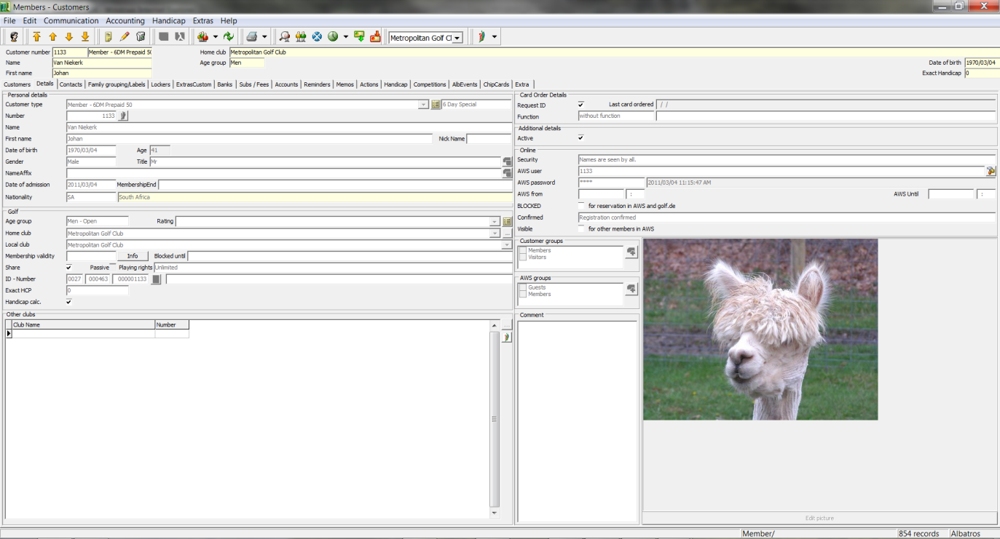 Members - Customers
File Edit Communication Accounting Handicap Extras Help
Metropolitan Golf Cl
Customer number 1133 Member - 6DM Prepaid 50 Home club Metropolitan Golf Club
Name Van Niekerk Age group Men Date of birth 1970/03/04
First name Johan Exact Handicap 0
Customers Details Contacts Family grouping/Labels Lockers ExtrasCustom Banks Subs / Fees Accounts Reminders Memos Actions Handicap Competitions AlbEvents ChipCards Extra
Personal details
Customer type Member - 6DM Prepaid 50 6 Day Special
Number 1133
Name Van Niekerk
First name Johan Nick Name
Date of birth 1970/03/04 Age 41
Gender Male Title Mr
NameAffix
Date of admission 2011/03/04 MembershipEnd
Nationality SA South Africa
Golf
Age group Men - Open Rating
Home club Metropolitan Golf Club ...
Local club Metropolitan Golf Club
Membership validity Info Blocked until
Share Passive Playing rights Unlimited
ID - Number 0027 000463 000001133
Exact HCP 0
Handicap calc.
Other clubs
Club Name Number
Card Order Details
Request ID Last card ordered / /
Function without function
Additional details
Active
Online
Security Names are seen by all.
AWS user 1133
AWS password **** 2011/03/04 11:15:47 AM
AWS from : AWS Until :
BLOCKED for reservation in AWS and golf.de
Confirmed Registration confirmed
Visible for other members in AWS
Customer groups
Members
Visitors
AWS groups
Guests
Members
Comment
Edit picture
Member/ 854 records Albatros